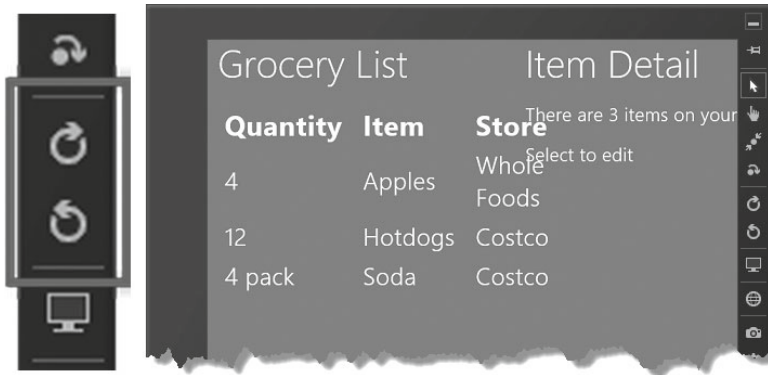 Grocery List
Item Detail
Quantity Item Store
There are 3 items on your
Select to edit
4 Apples Whole Foods
12 Hotdogs Costco
4 pack Soda Costco